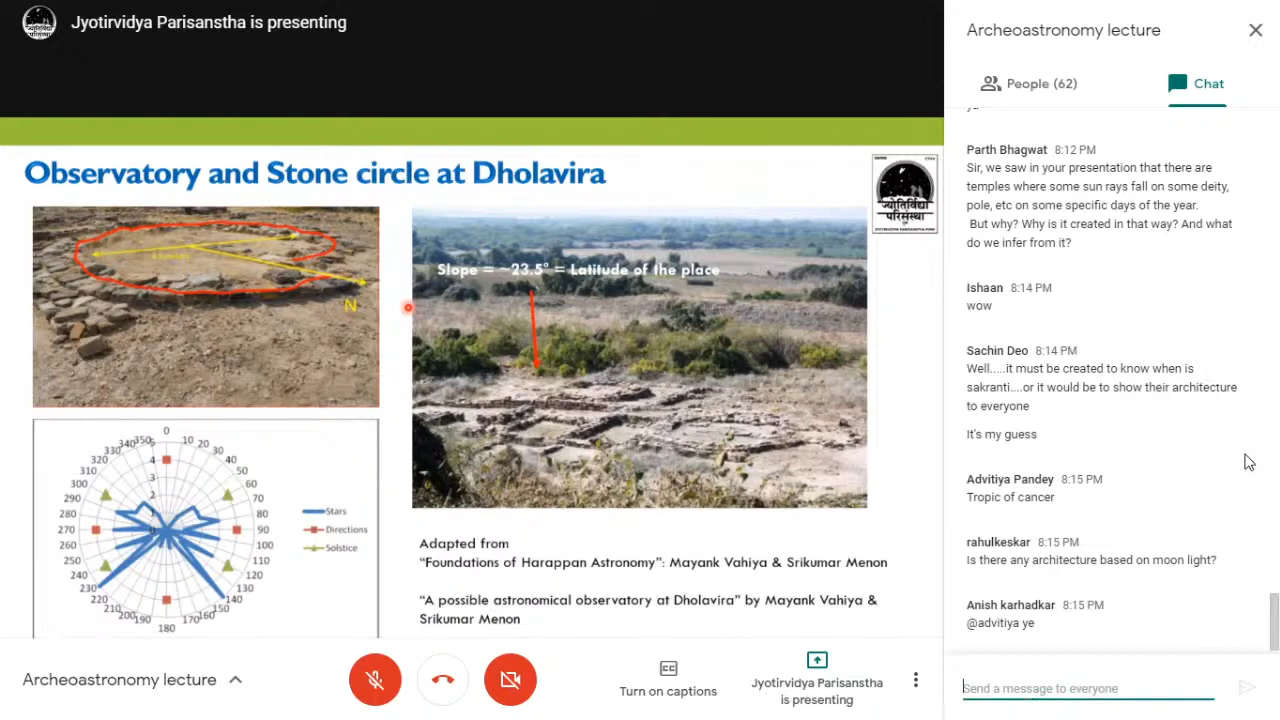 Jyotirvidya Parisanstha is presenting
Observatory and Stone circle at Dholavira
ज्योतिर्विद्या
परिसंस्था
N
Slope = ~23.5° = Latitude of the place
0
10
20
30
40
50
60
70
80
90
100
110
120
130
140
150
160
170
180
190
200
210
220
230
240
250
260
270
280
290
300
310
320
330
340
350
5
4
3
2
1
0
Stars
Directions
Solstice
Adapted from
“Foundations of Harappan Astronomy”: Mayank Vahiya & Srikumar Menon
“A possible astronomical observatory at Dholavira” by Mayank Vahiya &
Srikumar Menon
Archeoastronomy lecture
Turn on captions
Jyotirvidya Parisanstha
is presenting
Archeoastronomy lecture
People (62)
Chat
Parth Bhagwat 8:12 PM
Sir, we saw in your presentation that there are
temples where some sun rays fall on some deity,
pole, etc on some specific days of the year.
But why? Why is it created in that way? And what
do we infer from it?
Ishaan 8:14 PM
wow
Sachin Deo 8:14 PM
Well.....it must be created to know when is
sakranti....or it would be to show their architecture
to everyone
It's my guess
Advitiya Pandey 8:15 PM
Tropic of cancer
rahulkeskar 8:15 PM
Is there any architecture based on moon light?
Anish karhadkar 8:15 PM
@advitiya ye
Send a message to everyone